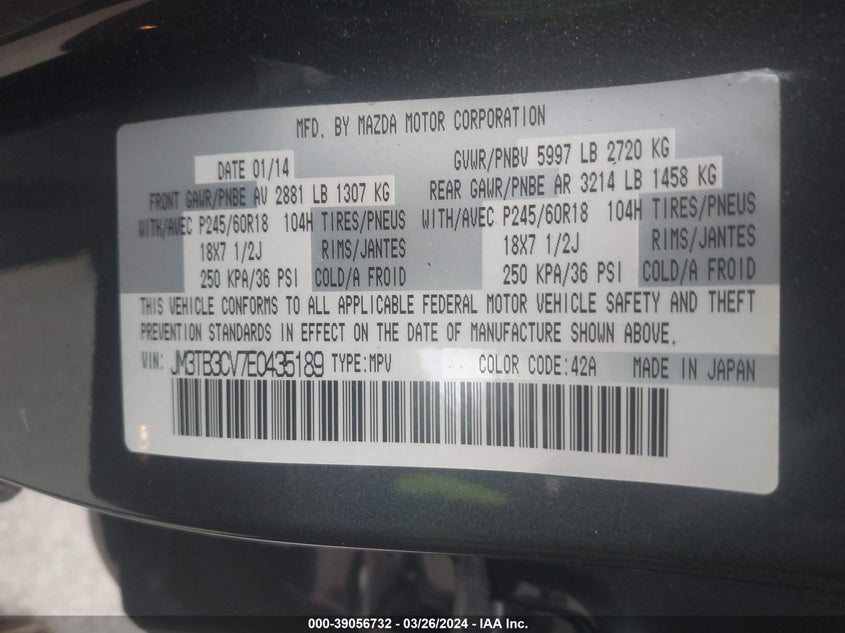 MFD. BY MAZDA MOTOR CORPORATION
DATE 01/14 GVWR/PNBV 5997 LB 2720 KG
FRONT GAWR/PNBE AV 2881 LB 1307 KG REAR GAWR/PNBE AR 3214 LB 1458 KG
WITH/AVEC P245/60R18 104H TIRES/PNEUS WITH/AVEC P245/60R18 104H TIRES/PNEUS
18X7 1/2J RIMS/JANTES 18X7 1/2J RIMS/JANTES
250 KPA/36 PSI COLD/A FROID 250 KPA/36 PSI COLD/A FROID
THIS VEHICLE CONFORMS TO ALL APPLICABLE FEDERAL MOTOR VEHICLE SAFETY AND THEFT
PREVENTION STANDARDS IN EFFECT ON THE DATE OF MANUFACTURE SHOWN ABOVE.
VIN: JM3TB3CV7E0435189 TYPE:MPV COLOR CODE:42A MADE IN JAPAN
000-39056732 - 03/26/2024 - IAA Inc.